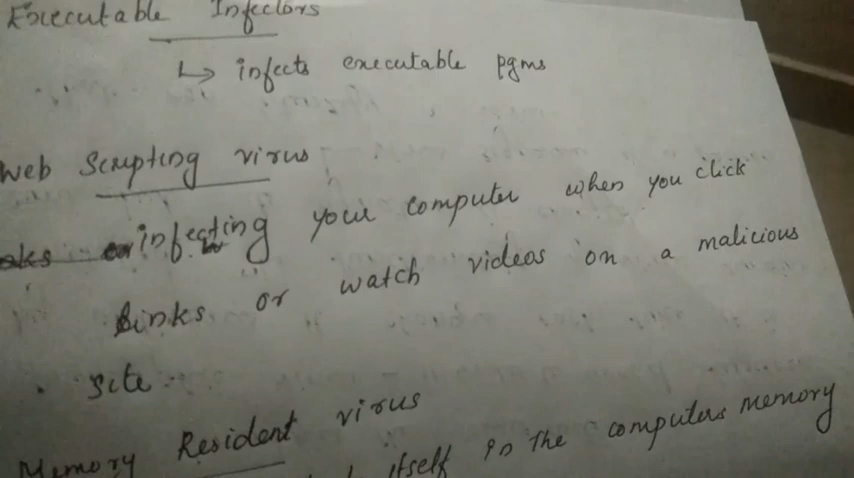 Executable Infectors
↳ infects executable pgms
Web Scripting virus
infecting your computer when you click
links or watch videos on a malicious
site.
Memory Resident virus
itself in the computers memory